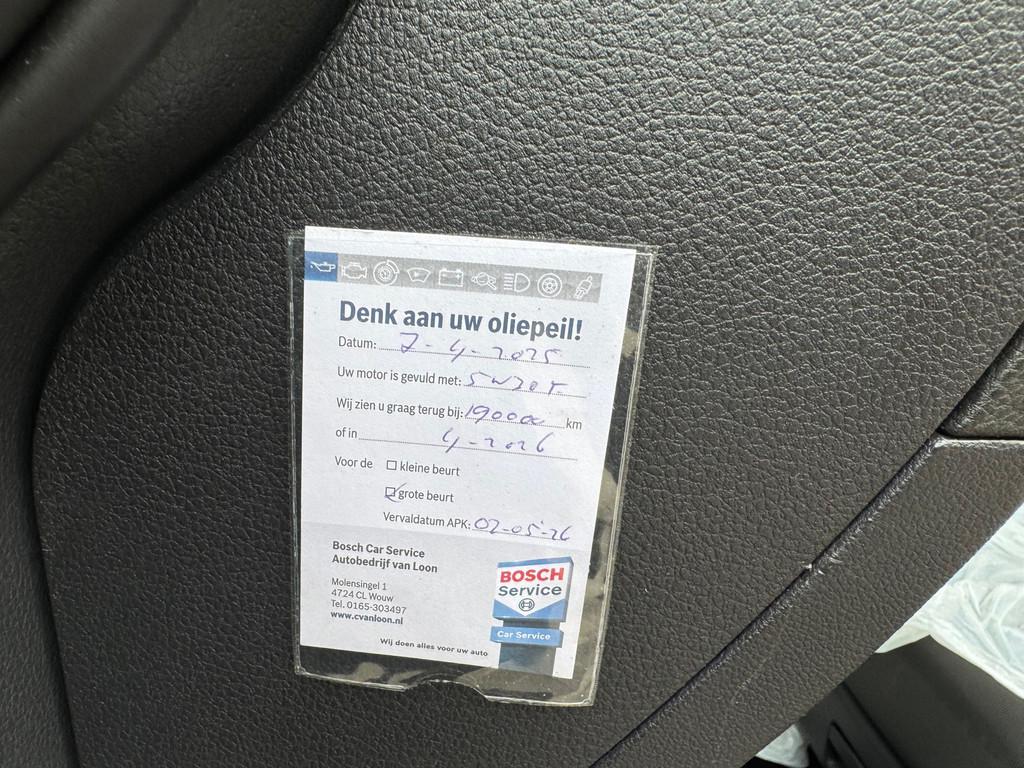 Denk aan uw oliepeil!
Datum: 7-4-2025
Uw motor is gevuld met: 5W30
Wij zien u graag terug bij: 190000 km
of in 4-2026
Voor de kleine beurt
grote beurt
Vervaldatum APK: 02-05-26
Bosch Car Service
Autobedrijf van Loon
Molensingel 1
4724 CL Wouw
Tel. 0165-303497
www.cvanloon.nl
Wij doen alles voor uw auto
BOSCH
Service
Car Service